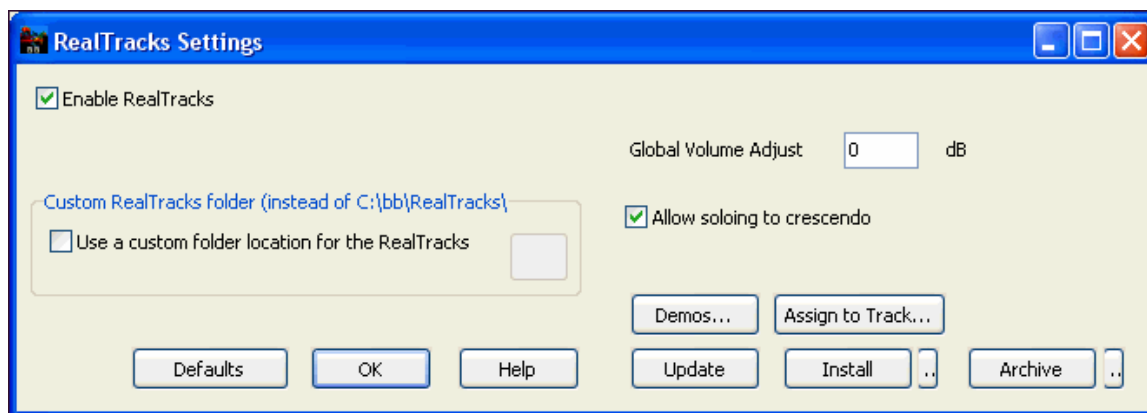 RealTracks Settings
Enable RealTracks
Global Volume Adjust 0 dB
Custom RealTracks folder (instead of C:\bb\RealTracks\
Use a custom folder location for the RealTracks
Allow soloing to crescendo
Demos... Assign to Track...
Defaults OK Help Update Install .. Archive ..